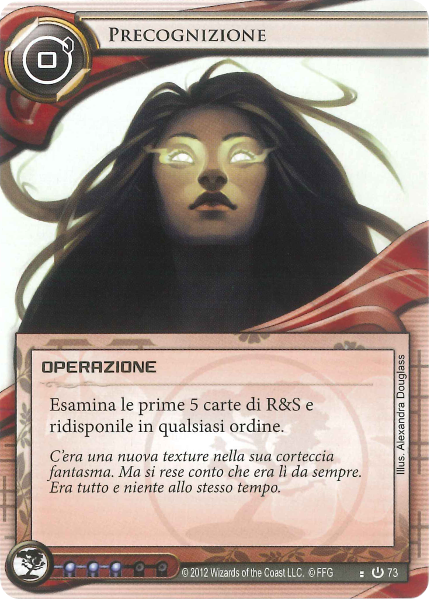 0
PRECOGNIZIONE
OPERAZIONE
Esamina le prime 5 carte di R&S e
ridisponile in qualsiasi ordine.
C'era una nuova texture nella sua corteccia
fantasma. Ma si rese conto che era lì da sempre.
Era tutto e niente allo stesso tempo.
Illus. Alexandra Douglass
© 2012 Wizards of the Coast LLC. © FFG
73